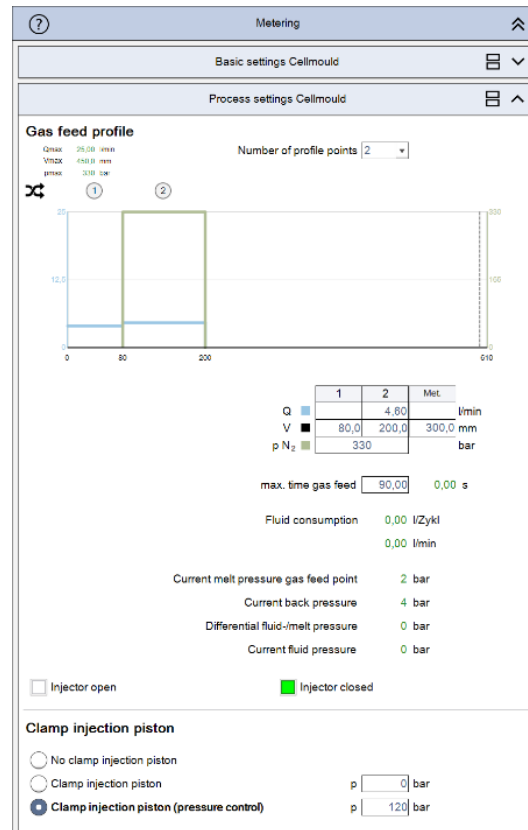 ? Metering
Basic settings Cellmould
Process settings Cellmould
Gas feed profile
Qmax 25,00 l/min
Vmax 450,0 mm
pmax 330 bar
Number of profile points 2
1 2
25 330
12,5 160
0 0
0 80 200 610
1 2 Met.
Q 4,60 l/min
V 80,0 200,0 300,0 mm
p N₂ 330 bar
max. time gas feed 90,00 0,00 s
Fluid consumption 0,00 l/Zykl
0,00 l/min
Current melt pressure gas feed point 2 bar
Current back pressure 4 bar
Differential fluid-/melt pressure 0 bar
Current fluid pressure 0 bar
Injector open Injector closed
Clamp injection piston
No clamp injection piston
Clamp injection piston p 0 bar
Clamp injection piston (pressure control) p 120 bar